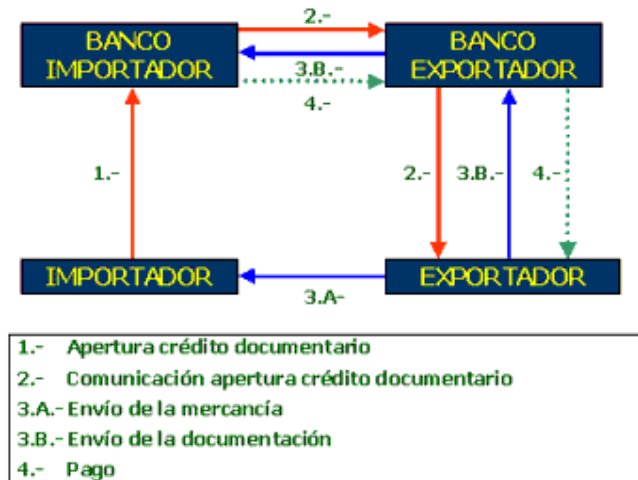 2.-
BANCO
IMPORTADOR
BANCO
EXPORTADOR
3.B.-
4.-
1.-
2.-
3.B.-
4.-
IMPORTADOR
EXPORTADOR
3.A-
1.- Apertura crédito documentario
2.- Comunicación apertura crédito documentario
3.A.- Envío de la mercancía
3.B.- Envío de la documentación
4.- Pago